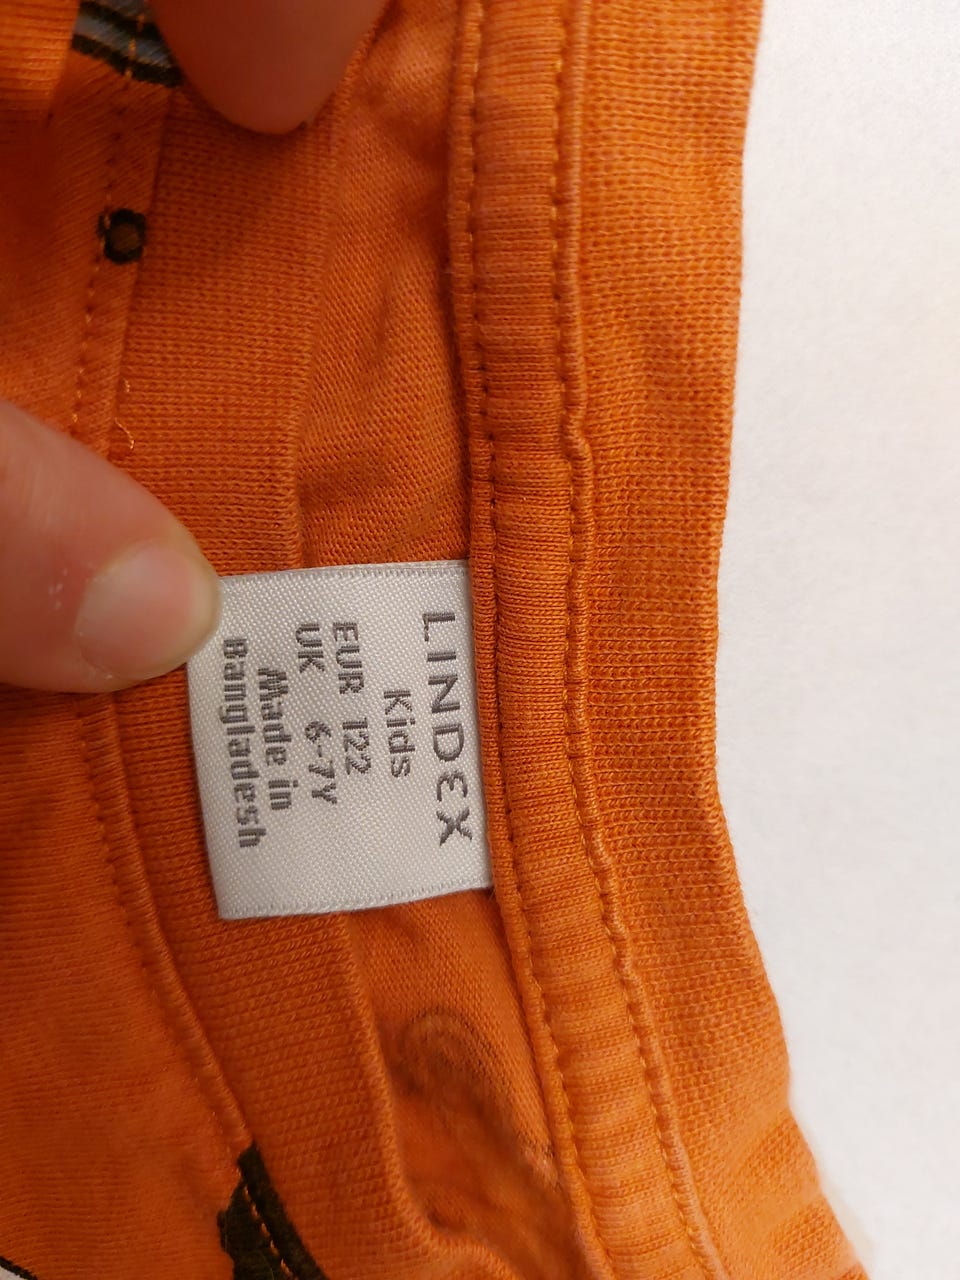 LINDEX
Kids
EUR 122
UK 6-7Y
Made in
Bangladesh